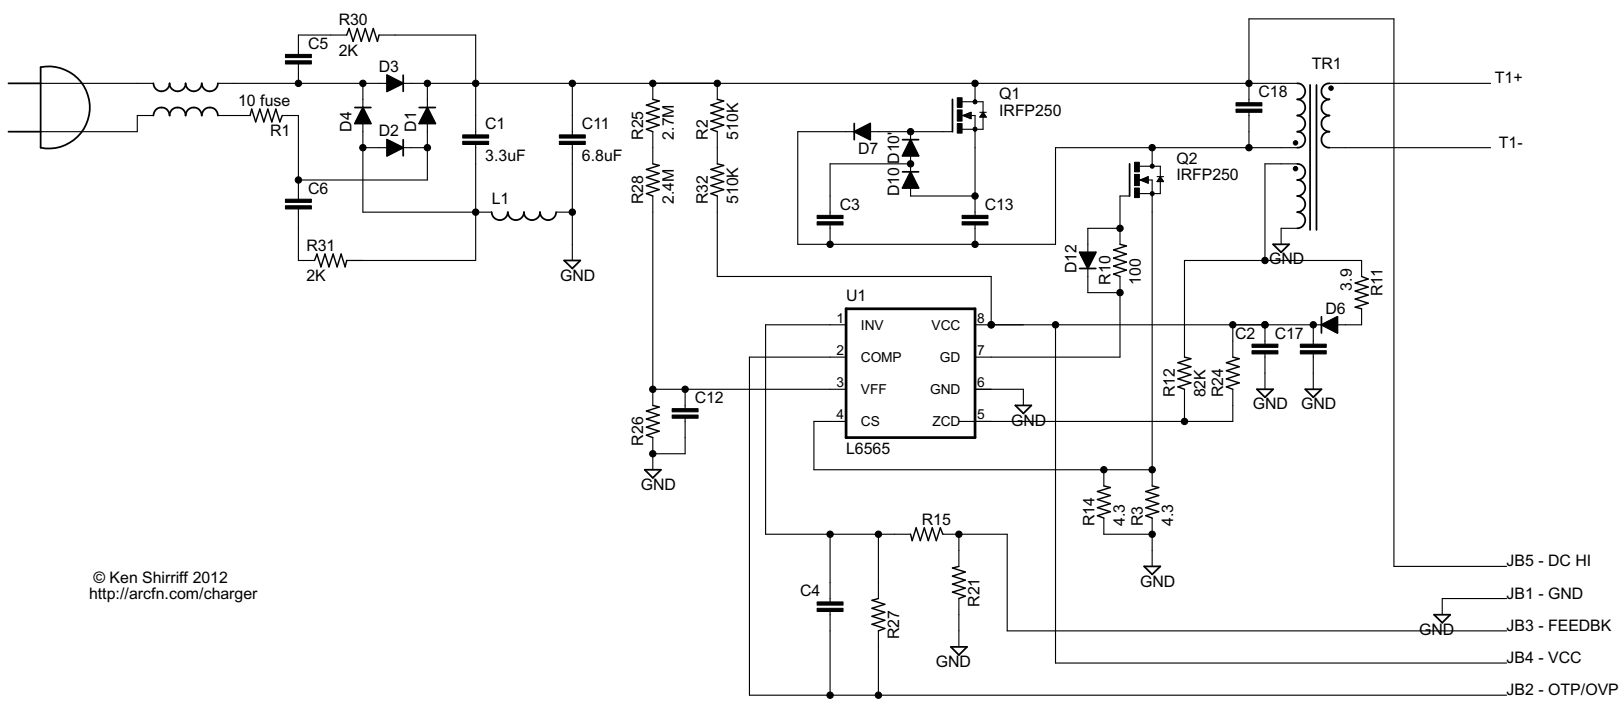 R30
2K
C5
D3
10 fuse
R1
D4
D1
D2
C1
3.3uF
C11
6.8uF
R25
2.7M
R2
510K
R28
2.4M
R32
510K
C6
L1
R31
2K
GND
Q1
IRFP250
D7
D10'
D10
C3
C13
Q2
IRFP250
C18
TR1
T1+
T1-
D12
R10
100
GND
3.9
R11
D6
C2
C17
R12
82K
R24
GND
GND
U1
1
INV
VCC
8
2
COMP
GD
7
3
VFF
GND
6
4
CS
ZCD
5
L6565
GND
C12
R26
GND
R14
4.3
R3
4.3
GND
R15
C4
R27
R21
GND
JB5 - DC HI
JB1 - GND
GND
JB3 - FEEDBK
JB4 - VCC
JB2 - OTP/OVP
© Ken Shirriff 2012
http://arcfn.com/charger